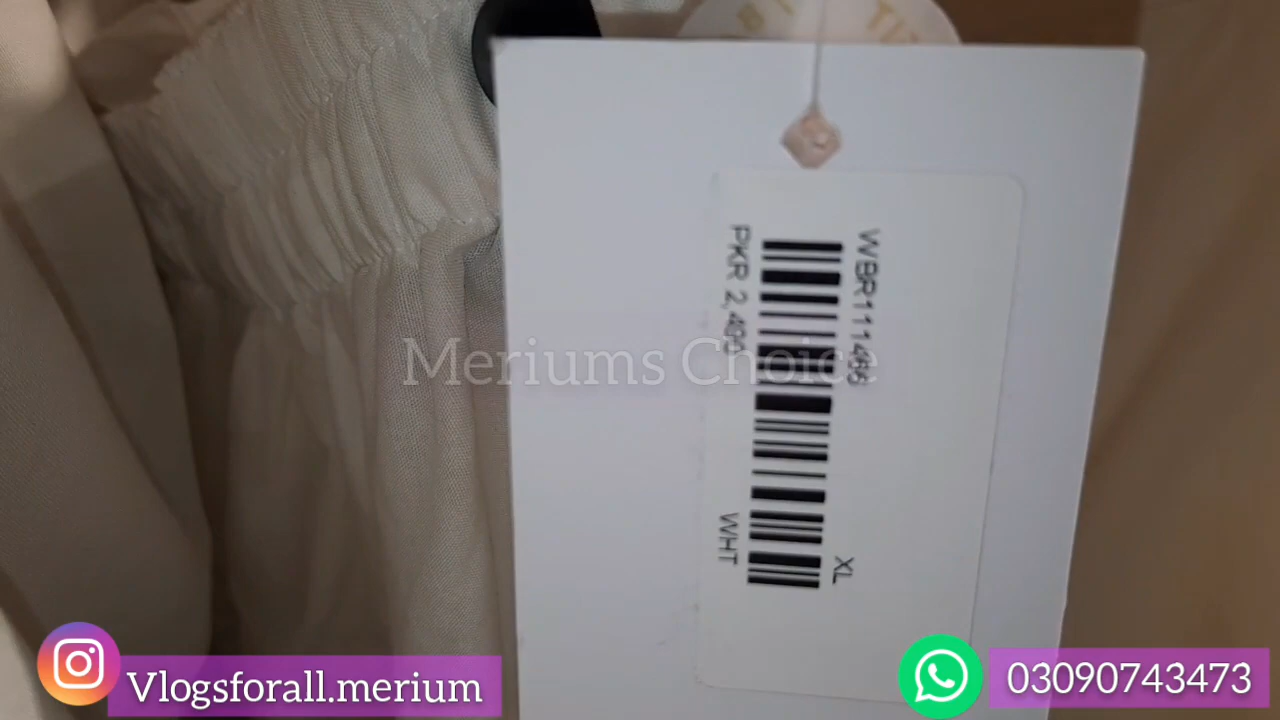 WBR111466
XL
PKR 2,490
WHT
Meriums Choice
Vlogsforall.merium
03090743473